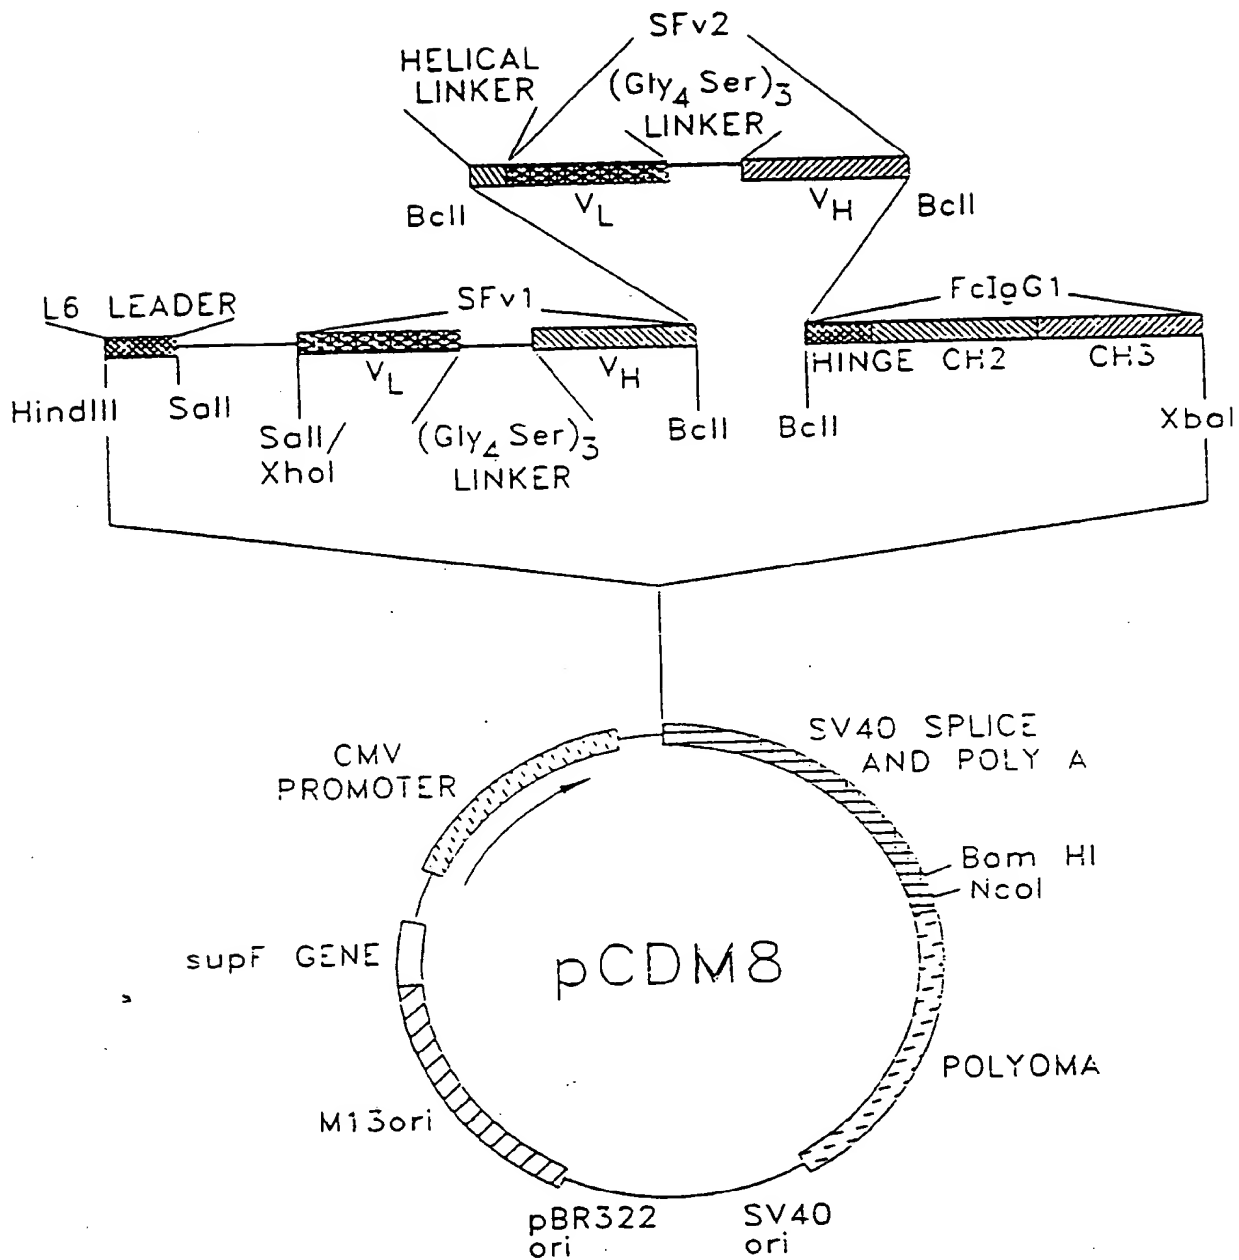 SFv2
HELICAL
LINKER
(Gly4 Ser)3
LINKER
BclI
VL
VH
BclI
L6 LEADER
SFv1
FcIgG1
VL
VH
HINGE CH2 CH3
HindIII
SalI
SalI/
XhoI
(Gly4 Ser)3
LINKER
BclI
BclI
XbaI
CMV
PROMOTER
SV40 SPLICE
AND POLY A
Bam HI
NcoI
supF GENE
pCDM8
POLYOMA
M13ori
pBR322
ori
SV40
ori